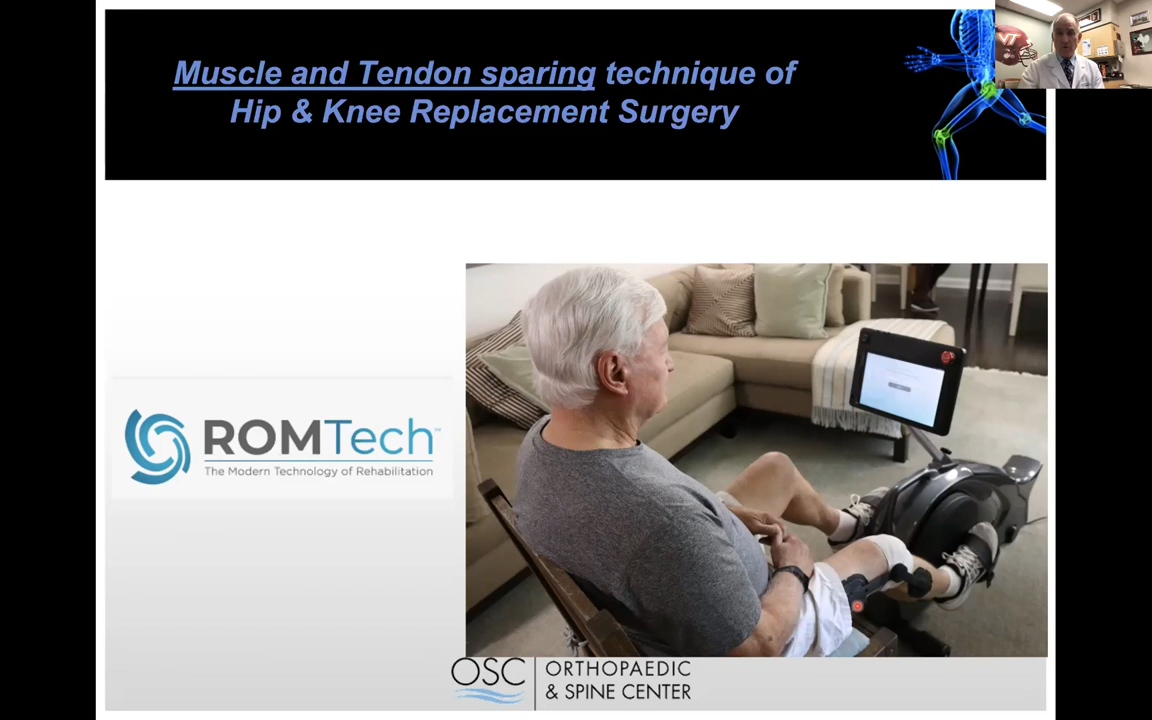 Muscle and Tendon sparing technique of
Hip & Knee Replacement Surgery
VT
ROMTech
The Modern Technology of Rehabilitation
OSC ORTHOPAEDIC
& SPINE CENTER